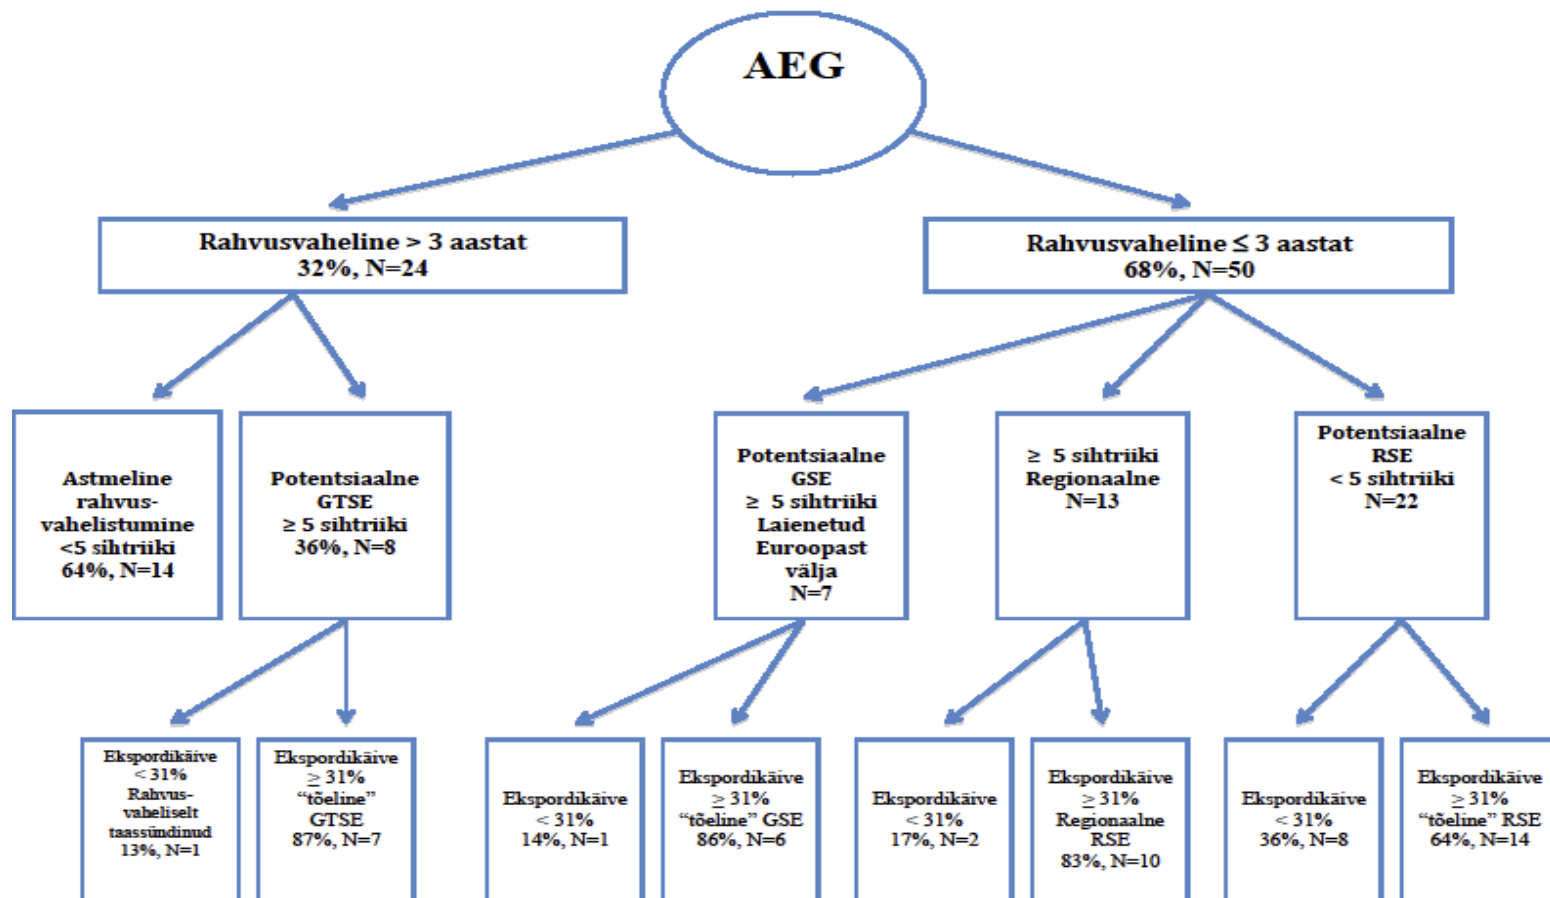 AEG
Rahvusvaheline > 3 aastat
32%, N=24
Rahvusvaheline ≤ 3 aastat
68%, N=50
Astmeline
rahvus-
vahelistumine
<5 sihtriiki
64%, N=14
Potentsiaalne
GTSE
≥ 5 sihtriiki
36%, N=8
Potentsiaalne
GSE
≥ 5 sihtriiki
Laienetud
Euroopast
välja
N=7
≥ 5 sihtriiki
Regionaalne
N=13
Potentsiaalne
RSE
< 5 sihtriiki
N=22
Ekspordikäive
< 31%
Rahvus-
vaheliselt
taassündinud
13%, N=1
Ekspordikäive
≥ 31%
“tõeline”
GTSE
87%, N=7
Ekspordikäive
< 31%
14%, N=1
Ekspordikäive
≥ 31%
“tõeline” GSE
86%, N=6
Ekspordikäive
< 31%
17%, N=2
Ekspordikäive
≥ 31%
Regionaalne
RSE
83%, N=10
Ekspordikäive
< 31%
36%, N=8
Ekspordikäive
≥ 31%
“tõeline” RSE
64%, N=14